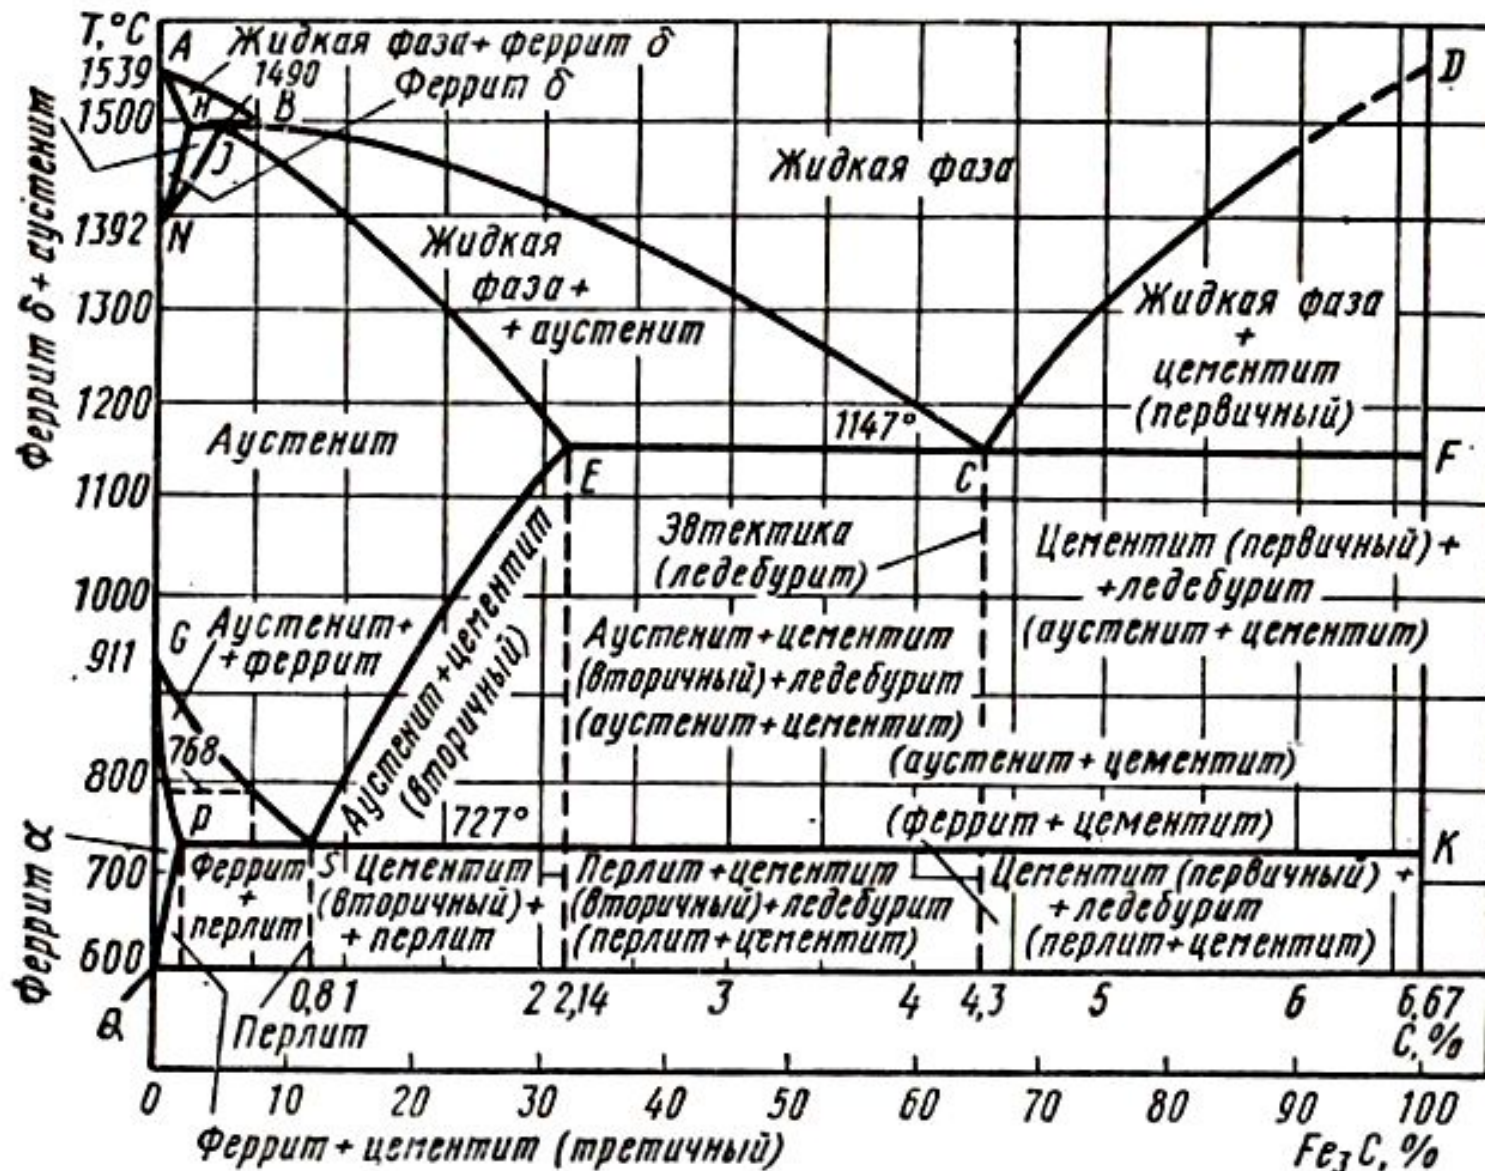 T,°C
A
Жидкая фаза+феррит δ
1539
1490
Феррит δ
D
1500
H
B
J
Жидкая фаза
1392
N
Феррит δ+аустенит
Жидкая
фаза+
+аустенит
1300
Жидкая фаза
+
цементит
(первичный)
1200
1147°
Аустенит
E
C
F
1100
Эвтектика
(ледебурит)
Цементит (первичный)+
+ледебурит
(аустенит+цементит)
1000
Аустенит+цементит
(вторичный)
G
Аустенит+
+феррит
911
Аустенит+цементит
(вторичный)+ледебурит
(аустенит+цементит)
768
(аустенит+цементит)
800
P
727°
(феррит+цементит)
K
Феррит α
700
Феррит
+
перлит
S
Цементит
(вторичный)+
+перлит
Перлит+цементит
(вторичный)+ледебурит
(перлит+цементит)
Цементит (первичный)+
+ледебурит
(перлит+цементит)
600
Q
0,8 1 2 2,14 3 4 4,3 5 6 6,67
Перлит
C,%
0 10 20 30 40 50 60 70 80 90 100
Феррит+цементит (третичный)
Fe₃C,%